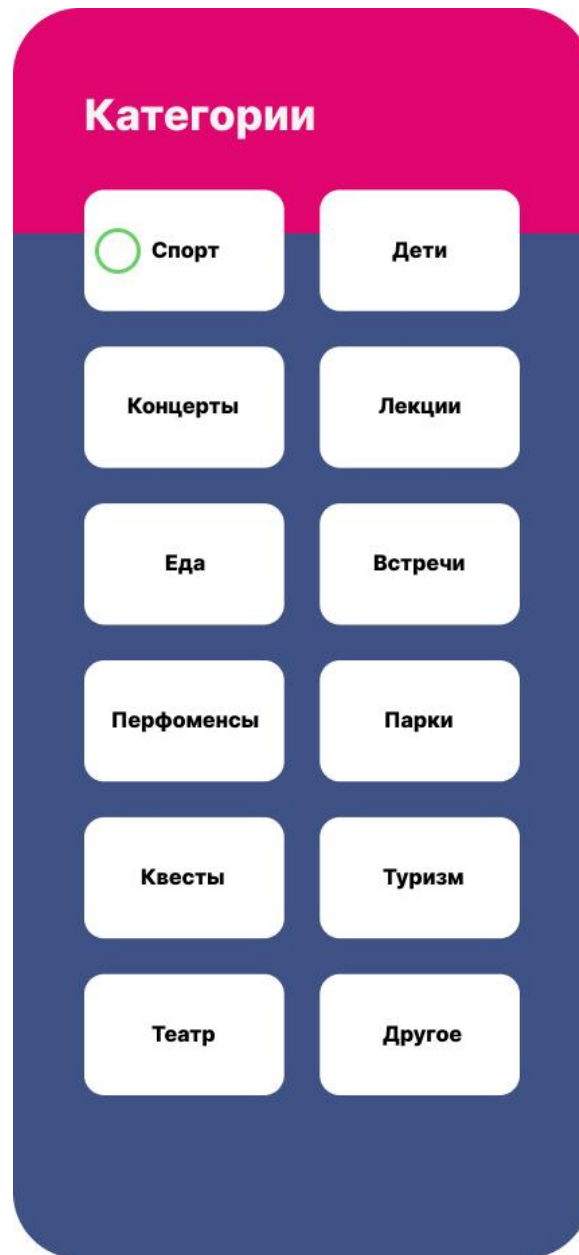 Категории
Спорт
Дети
Концерты
Лекции
Еда
Встречи
Перфоменсы
Парки
Квесты
Туризм
Театр
Другое